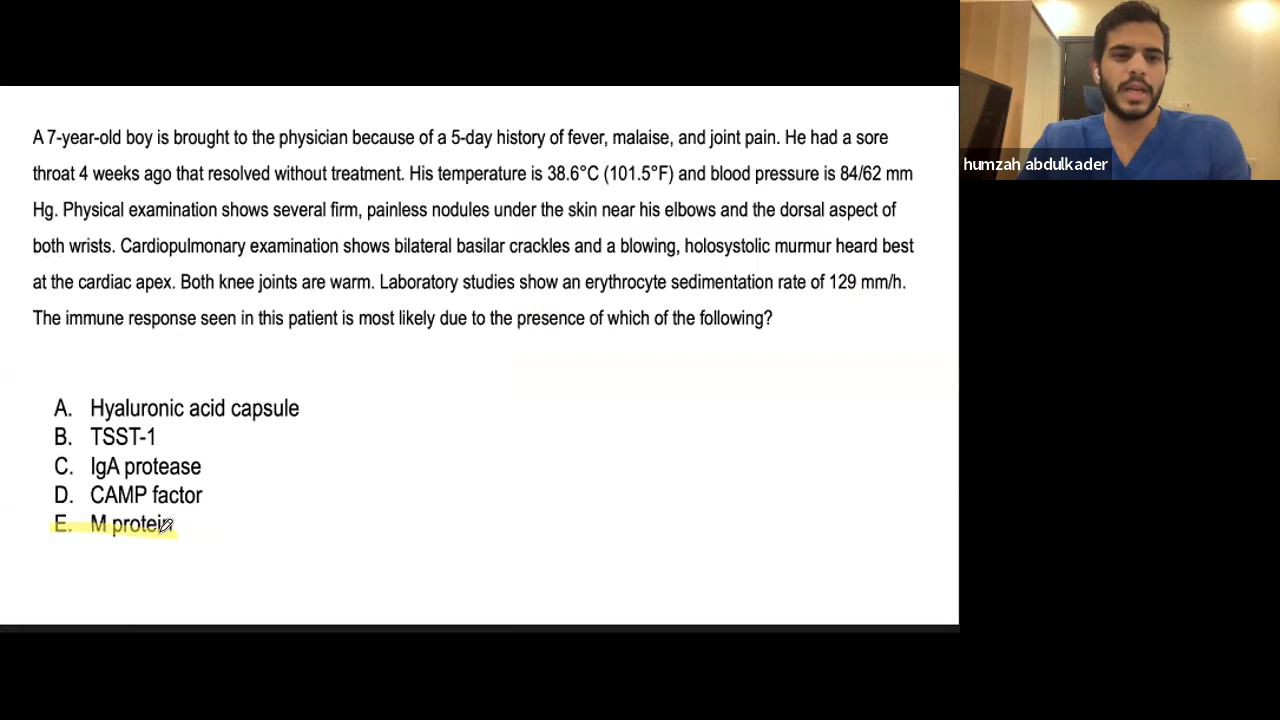 A 7-year-old boy is brought to the physician because of a 5-day history of fever, malaise, and joint pain. He had a sore
throat 4 weeks ago that resolved without treatment. His temperature is 38.6°C (101.5°F) and blood pressure is 84/62 mm
Hg. Physical examination shows several firm, painless nodules under the skin near his elbows and the dorsal aspect of
both wrists. Cardiopulmonary examination shows bilateral basilar crackles and a blowing, holosystolic murmur heard best
at the cardiac apex. Both knee joints are warm. Laboratory studies show an erythrocyte sedimentation rate of 129 mm/h.
The immune response seen in this patient is most likely due to the presence of which of the following?
A. Hyaluronic acid capsule
B. TSST-1
C. IgA protease
D. CAMP factor
E. M protein
humzah abdulkader